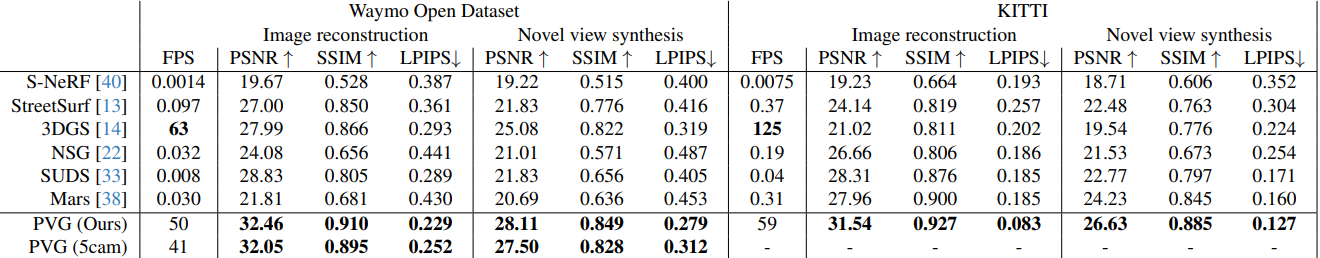 Waymo Open Dataset KITTI
Image reconstruction Novel view synthesis Image reconstruction Novel view synthesis
FPS PSNR ↑ SSIM ↑ LPIPS↓ PSNR ↑ SSIM ↑ LPIPS↓ FPS PSNR ↑ SSIM ↑ LPIPS↓ PSNR ↑ SSIM ↑ LPIPS↓
S-NeRF [40] 0.0014 19.67 0.528 0.387 19.22 0.515 0.400 0.0075 19.23 0.664 0.193 18.71 0.606 0.352
StreetSurf [13] 0.097 27.00 0.850 0.361 21.83 0.776 0.416 0.37 24.14 0.819 0.257 22.48 0.763 0.304
3DGS [14] 63 27.99 0.866 0.293 25.08 0.822 0.319 125 21.02 0.811 0.202 19.54 0.776 0.224
NSG [22] 0.032 24.08 0.656 0.441 21.01 0.571 0.487 0.19 26.66 0.806 0.186 21.53 0.673 0.254
SUDS [33] 0.008 28.83 0.805 0.289 21.83 0.656 0.405 0.04 28.31 0.876 0.185 22.77 0.797 0.171
Mars [38] 0.030 21.81 0.681 0.430 20.69 0.636 0.453 0.31 27.96 0.900 0.185 24.23 0.845 0.160
PVG (Ours) 50 32.46 0.910 0.229 28.11 0.849 0.279 59 31.54 0.927 0.083 26.63 0.885 0.127
PVG (5cam) 41 32.05 0.895 0.252 27.50 0.828 0.312 - - - - - - -